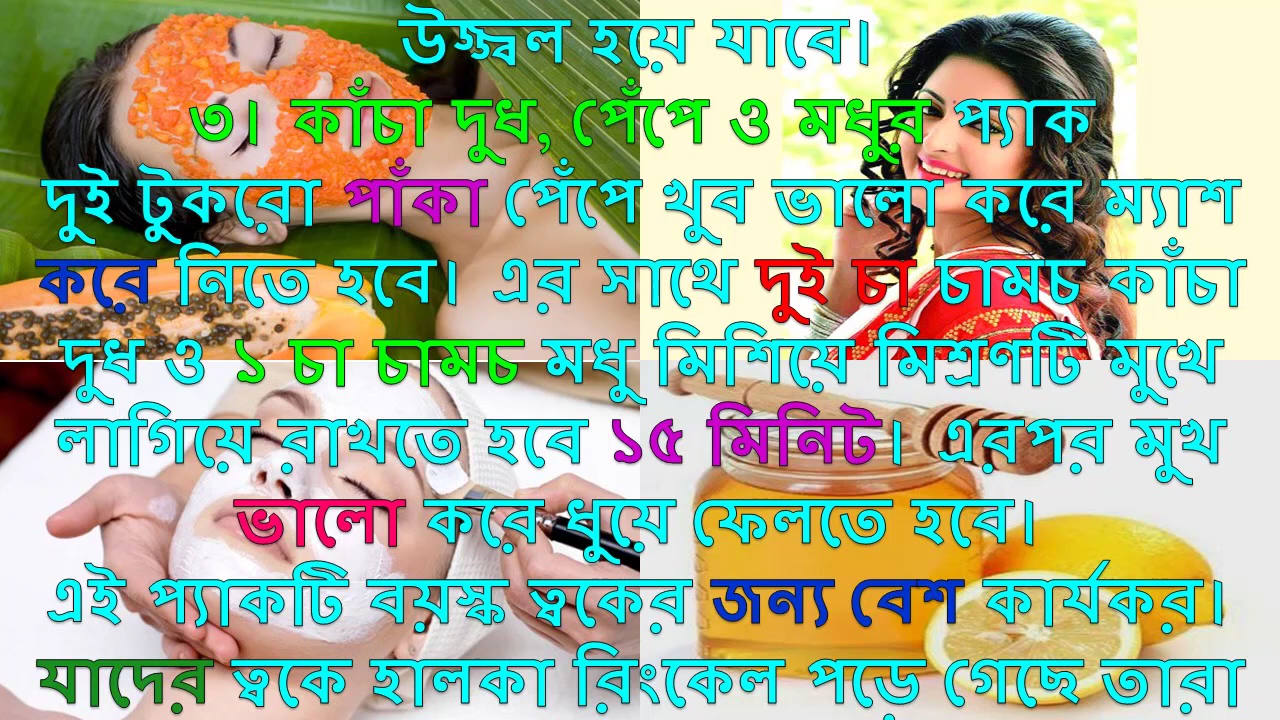 উজ্জ্বল হয়ে যাবে।
৩। কাঁচা দুধ, পেঁপে ও মধুর প্যাক
দুই টুকরো পাঁকা পেঁপে খুব ভালো করে ম্যাশ
করে নিতে হবে। এর সাথে দুই চা চামচ কাঁচা
দুধ ও ১ চা চামচ মধু মিশিয়ে মিশ্রণটি মুখে
লাগিয়ে রাখতে হবে ১৫ মিনিট। এরপর মুখ
ভালো করে ধুয়ে ফেলতে হবে।
এই প্যাকটি বয়স্ক ত্বকের জন্য বেশ কার্যকর।
যাদের ত্বকে হালকা রিংকেল পড়ে গেছে তারা